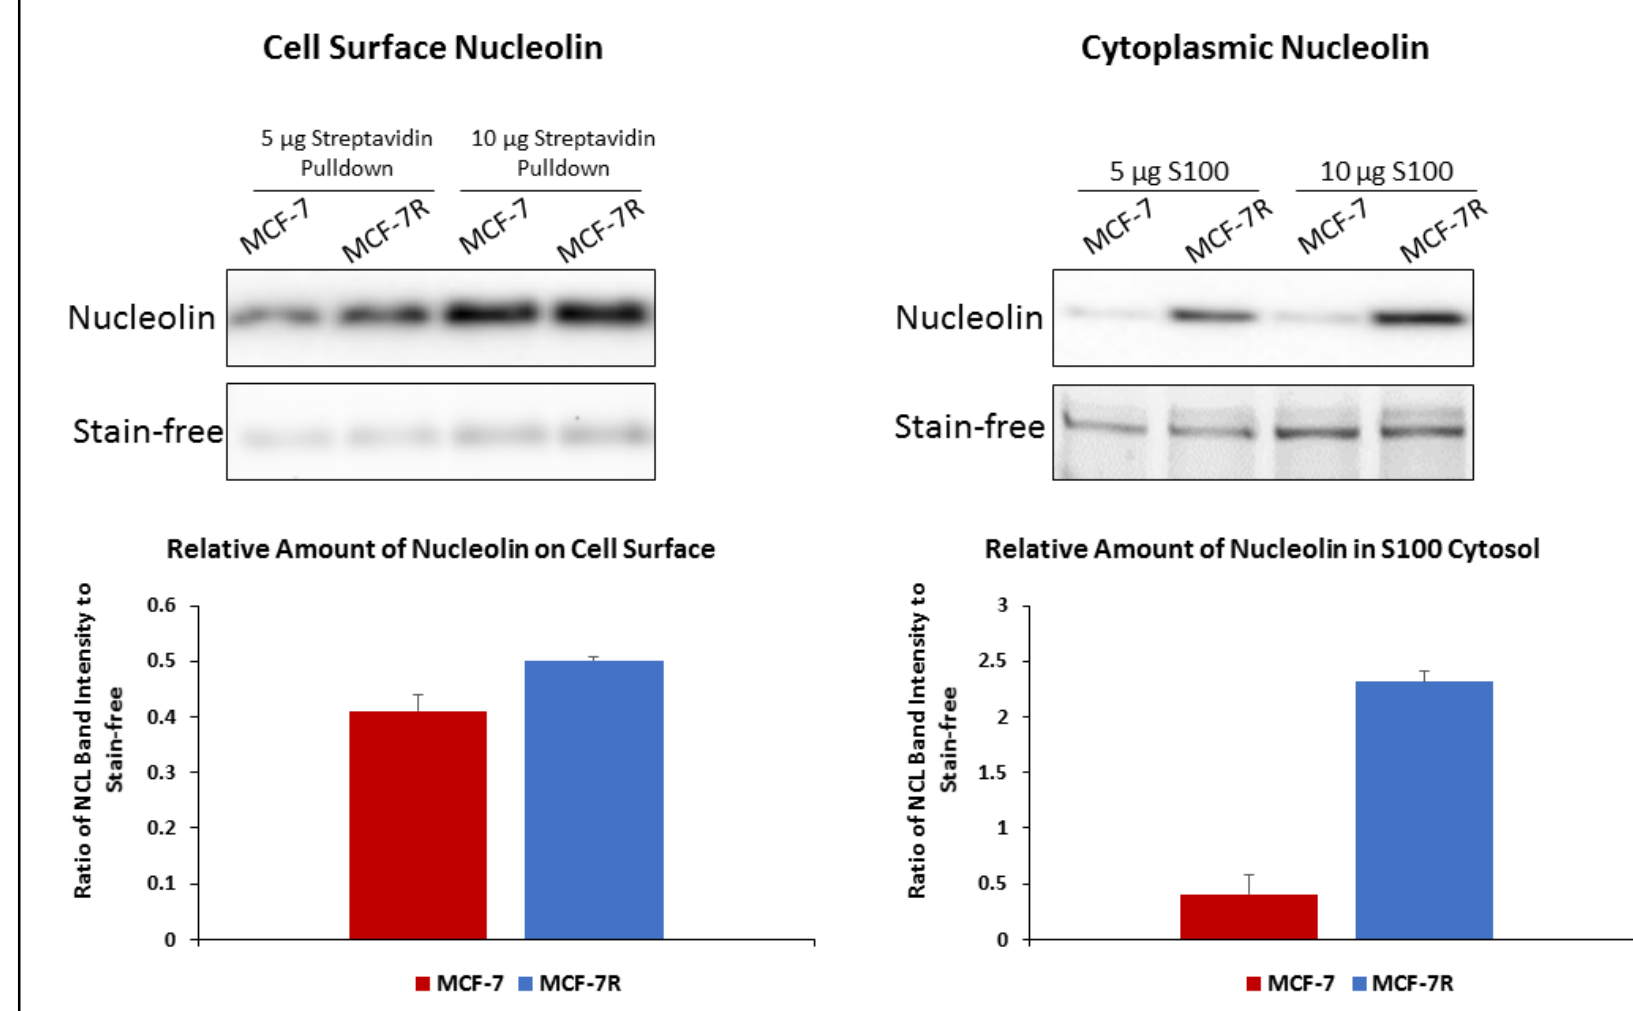 Cell Surface Nucleolin
5 µg Streptavidin
Pulldown
10 µg Streptavidin
Pulldown
MCF-7
MCF-7R
MCF-7
MCF-7R
Nucleolin
Stain-free
Relative Amount of Nucleolin on Cell Surface
Ratio of NCL Band Intensity to
Stain-free
0.6
0.5
0.4
0.3
0.2
0.1
0
MCF-7
MCF-7R
Cytoplasmic Nucleolin
5 µg S100
10 µg S100
MCF-7
MCF-7R
MCF-7
MCF-7R
Nucleolin
Stain-free
Relative Amount of Nucleolin in S100 Cytosol
Ratio of NCL Band Intensity to
Stain-free
3
2.5
2
1.5
1
0.5
0
MCF-7
MCF-7R